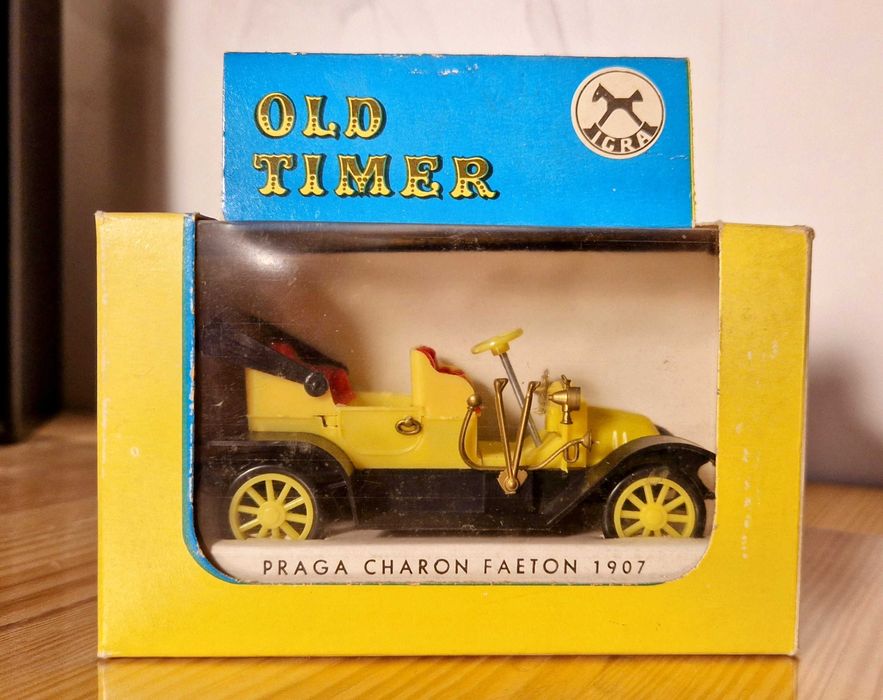 OLD
TIMER
IGRA
PRAGA CHARON FAETON 1907